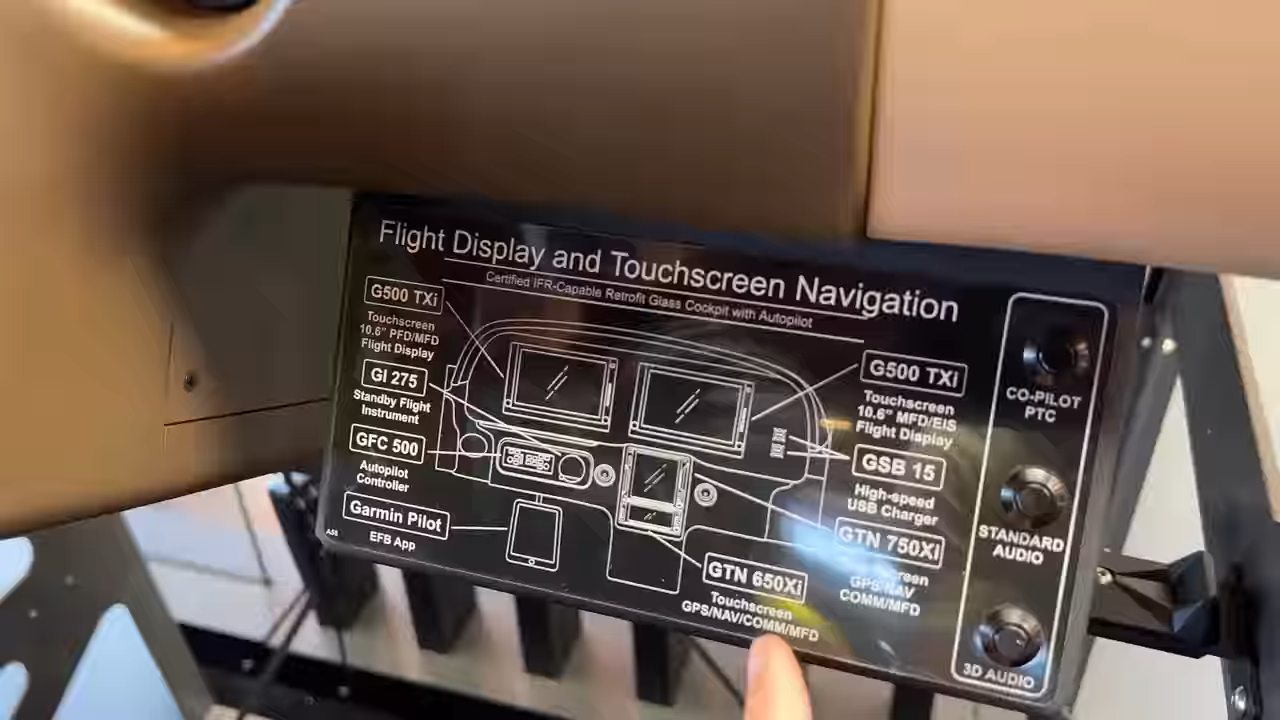 Flight Display and Touchscreen Navigation
Certified IFR-Capable Retrofit Glass Cockpit with Autopilot
G500 TXi
Touchscreen
10.6" PFD/MFD
Flight Display
GI 275
Standby Flight
Instrument
GFC 500
Autopilot
Controller
Garmin Pilot
EFB App
G500 TXi
Touchscreen
10.6" MFD/EIS
Flight Display
GSB 15
High-speed
USB Charger
GTN 750Xi
GPS/NAV
COMM/MFD
GTN 650Xi
Touchscreen
GPS/NAV/COMM/MFD
CO-PILOT
PTC
STANDARD
AUDIO
3D AUDIO